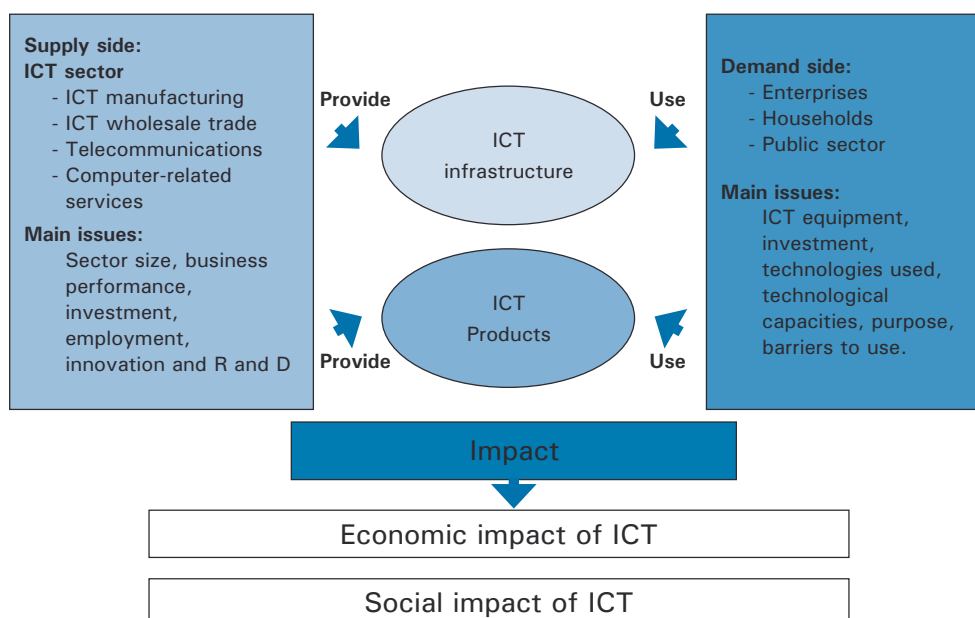 Supply side:
ICT sector
- ICT manufacturing
- ICT wholesale trade
- Telecommunications
- Computer-related
services
Main issues:
Sector size, business
performance,
investment,
employment,
innovation and R and D
Provide
ICT
infrastructure
Use
ICT
Products
Provide
Use
Demand side:
- Enterprises
- Households
- Public sector
Main issues:
ICT equipment,
investment,
technologies used,
technological
capacities, purpose,
barriers to use.
Impact
Economic impact of ICT
Social impact of ICT